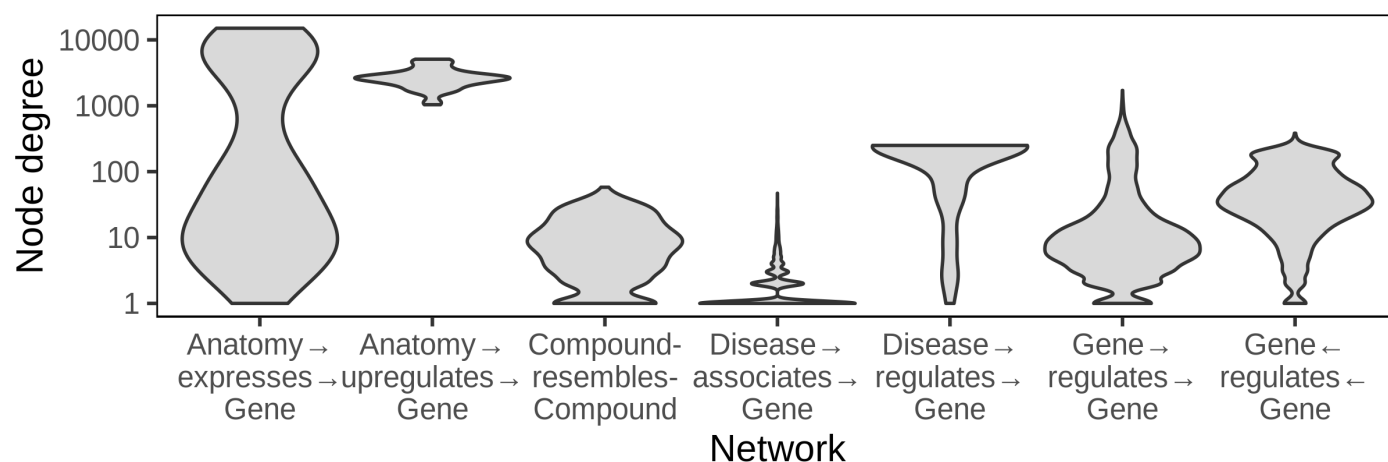 Node degree
10000
1000
100
10
1
Anatomy→ Anatomy→ Compound- Disease→ Disease→ Gene→ Gene←
expresses→ upregulates→ resembles- associates→ regulates→ regulates→ regulates←
Gene Gene Compound Gene Gene Gene Gene
Network